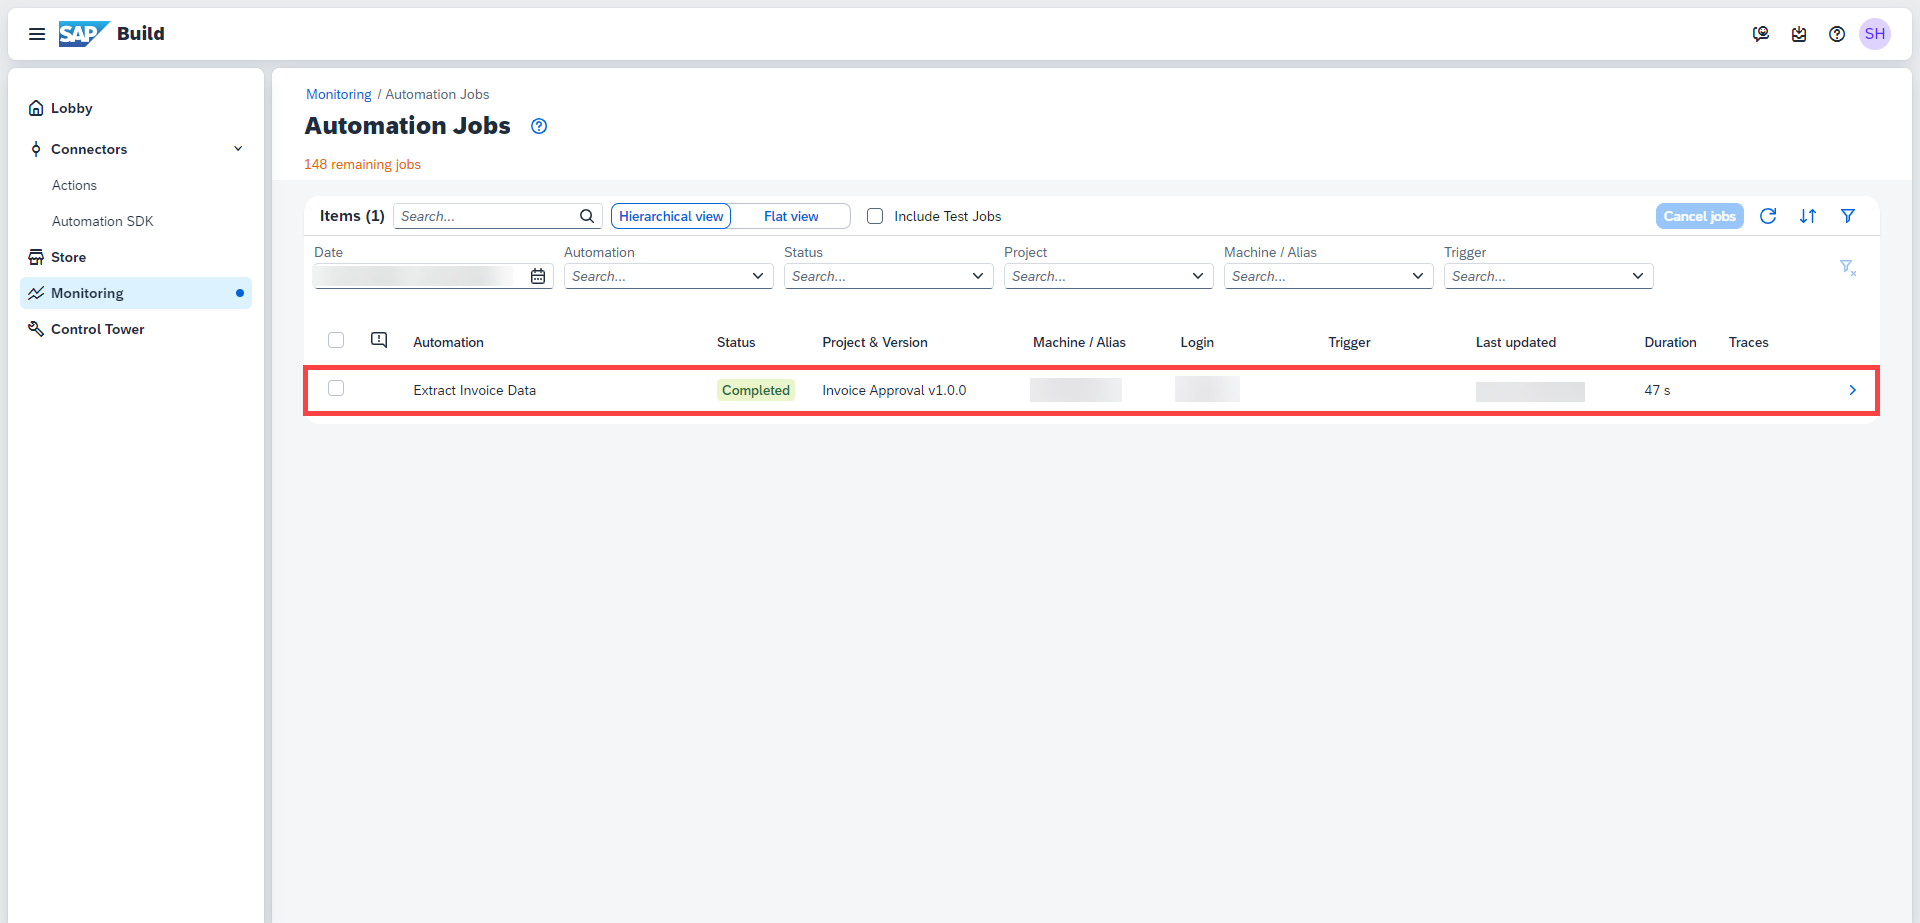 SAP Build
SH
Lobby
Connectors
Actions
Automation SDK
Store
Monitoring
Control Tower
Monitoring / Automation Jobs
Automation Jobs
148 remaining jobs
Items (1) Search... Hierarchical view Flat view Include Test Jobs Cancel jobs
Date Automation Status Project Machine / Alias Trigger
Search... Search... Search... Search... Search...
Automation Status Project & Version Machine / Alias Login Trigger Last updated Duration Traces
Extract Invoice Data Completed Invoice Approval v1.0.0 47 s